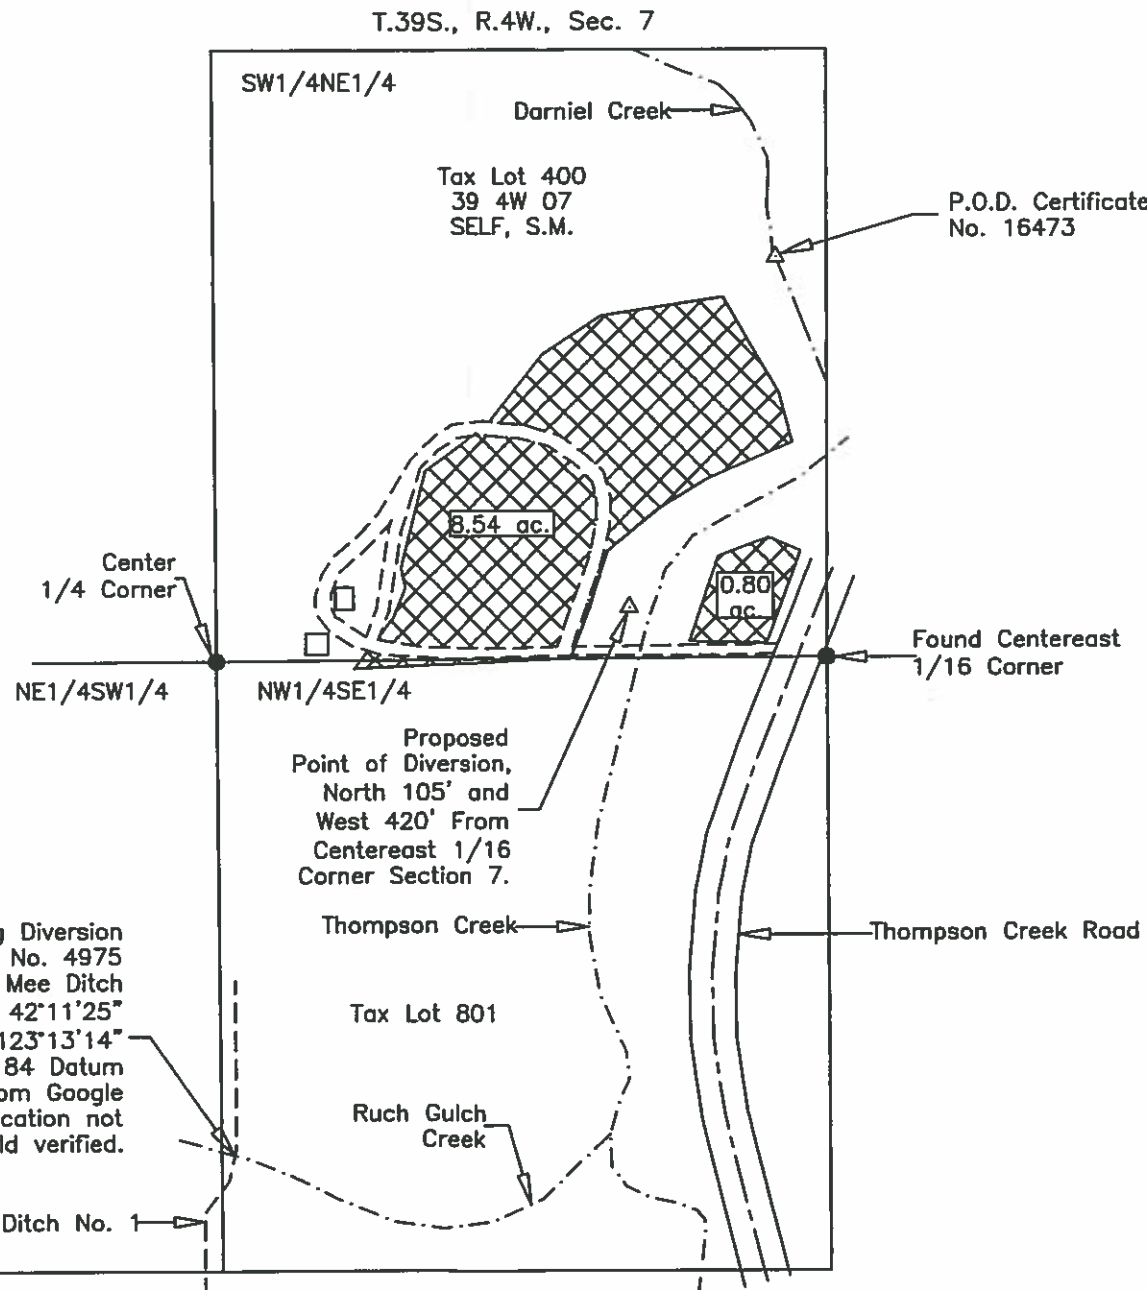 T.39S., R.4W., Sec. 7
SW1/4NE1/4
Darniel Creek
Tax Lot 400
39 4W 07
SELF, S.M.
P.O.D. Certificate
No. 16473
8.54 ac.
0.80
ac.
Center
1/4 Corner
Found Centereast
1/16 Corner
NE1/4SW1/4
NW1/4SE1/4
Proposed
Point of Diversion,
North 105' and
West 420' From
Centereast 1/16
Corner Section 7.
Thompson Creek
Thompson Creek Road
Diversion
No. 4975
Mee Ditch
42°11'25"
123°13'14"
84 Datum
Google
not
verified.
Tax Lot 801
Ruch Gulch
Creek
Ditch No. 1